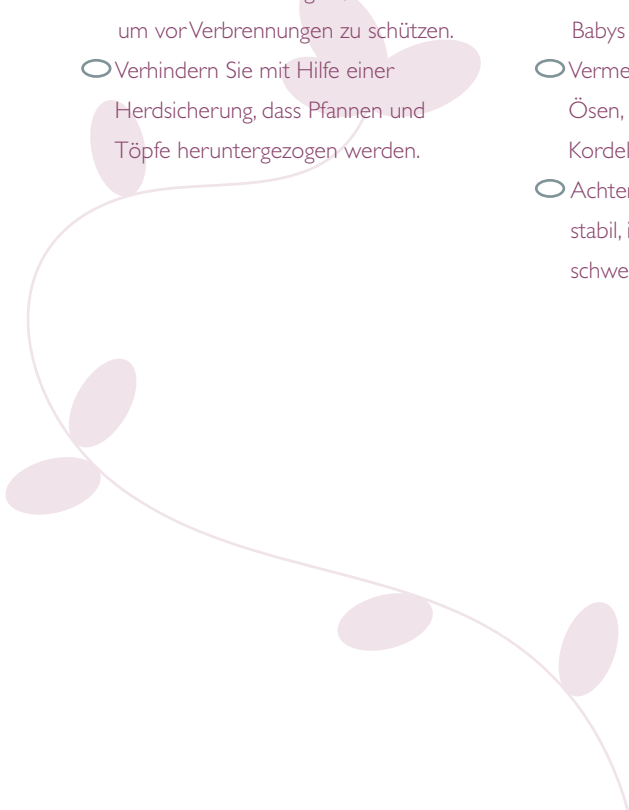 um vor Verbrennungen zu schützen.
Verhindern Sie mit Hilfe einer
Herdsicherung, dass Pfannen und
Töpfe heruntergezogen werden.
Babys
Ösen,
stabil,